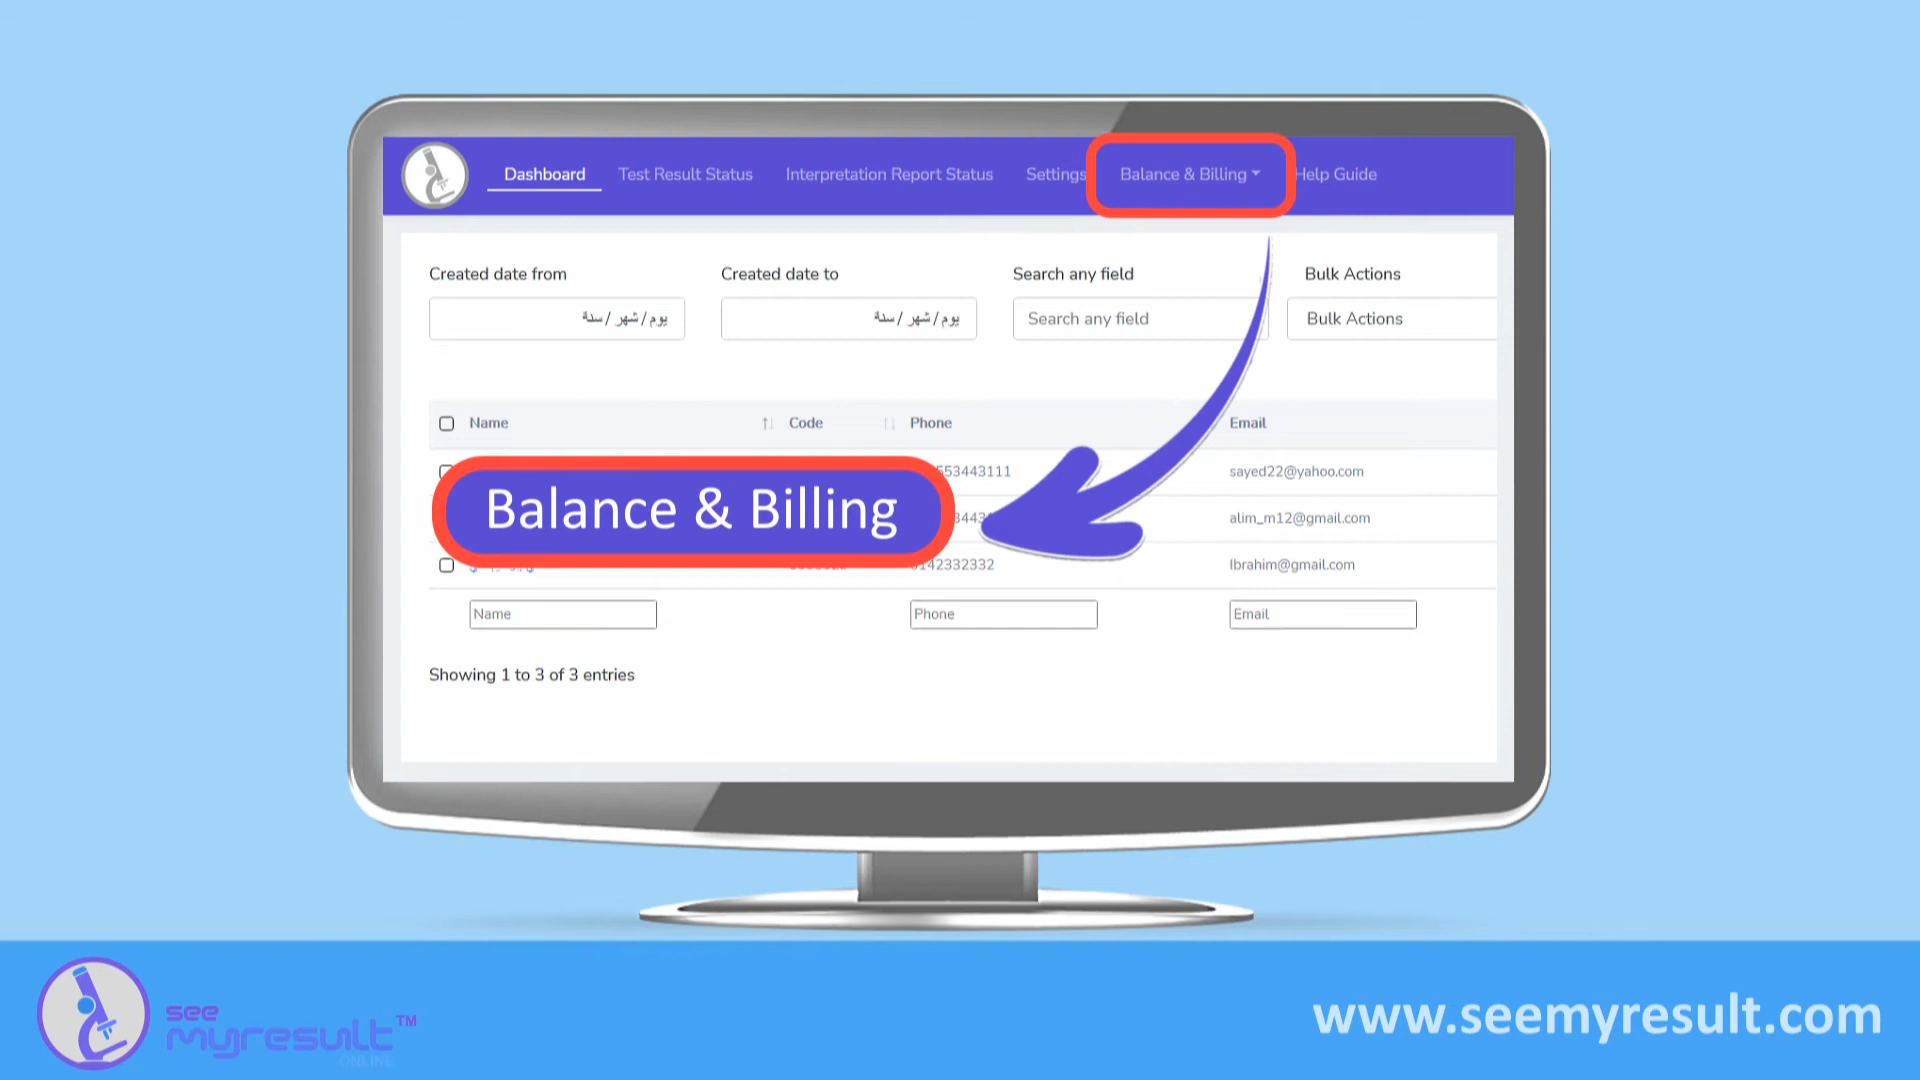 Dashboard Test Result Status Interpretation Report Status Settings Balance & Billing Help Guide
Created date from Created date to Search any field Bulk Actions
يوم / شهر / سنة يوم / شهر / سنة Search any field Bulk Actions
Name Code Phone Email
553443111 sayed22@yahoo.com
Balance & Billing
alim_m12@gmail.com
142332332 Ibrahim@gmail.com
Name Phone Email
Showing 1 to 3 of 3 entries
see
myresult™
ONLINE
www.seemyresult.com